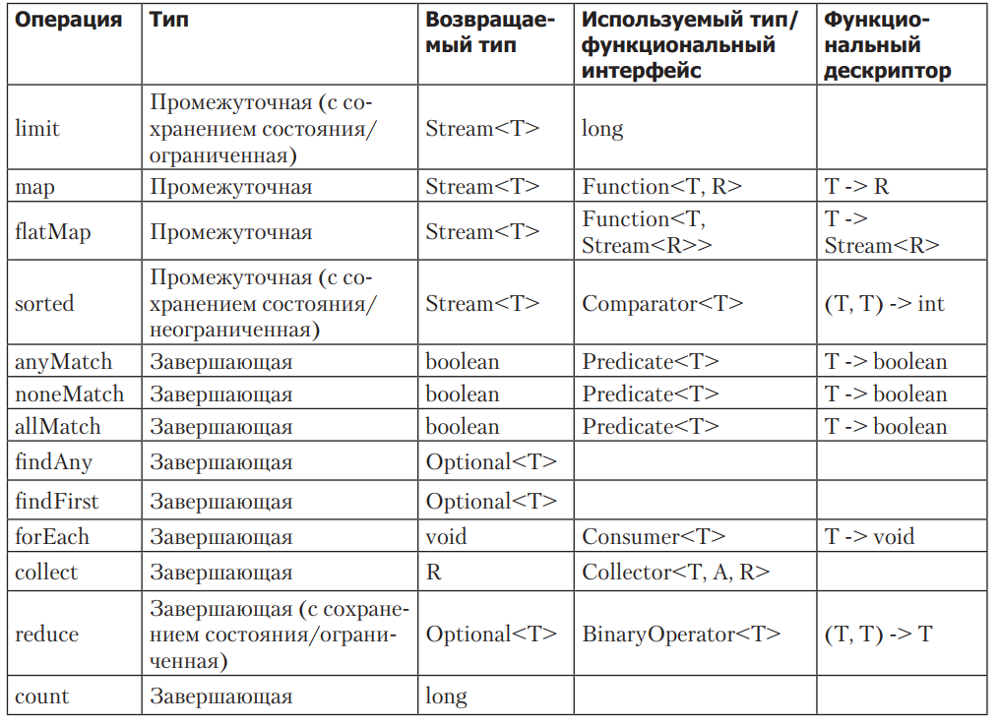 Операция Тип Возвращае- Используемый тип/ Функцио-
мый тип функциональный нальный
интерфейс дескриптор
Промежуточная (с со-
limit хранением состояния/ Stream<T> long
ограниченная)
map Промежуточная Stream<T> Function<T, R> T -> R
flatMap Промежуточная Stream<T> Function<T, T ->
Stream<R>> Stream<R>
Промежуточная (с со-
sorted хранением состояния/ Stream<T> Comparator<T> (T, T) -> int
неограниченная)
anyMatch Завершающая boolean Predicate<T> T -> boolean
noneMatch Завершающая boolean Predicate<T> T -> boolean
allMatch Завершающая boolean Predicate<T> T -> boolean
findAny Завершающая Optional<T>
findFirst Завершающая Optional<T>
forEach Завершающая void Consumer<T> T -> void
collect Завершающая R Collector<T, A, R>
Завершающая (с сохране-
reduce нием состояния/ограни- Optional<T> BinaryOperator<T> (T, T) -> T
ченная)
count Завершающая long